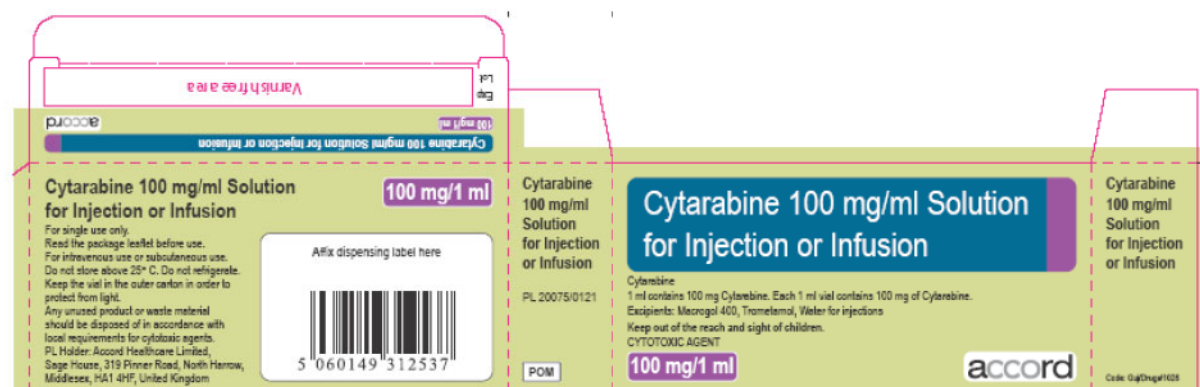 Varnish free area
Exp
Lot
accord
100 mg/1 ml
Cytarabine 100 mg/ml Solution for Injection or Infusion
Cytarabine 100 mg/ml Solution
for Injection or Infusion
100 mg/1 ml
For single use only.
Read the package leaflet before use.
For intravenous use or subcutaneous use.
Do not store above 25° C. Do not refrigerate.
Keep the vial in the outer carton in order to
protect from light.
Any unused product or waste material
should be disposed of in accordance with
local requirements for cytotoxic agents.
PL Holder: Accord Healthcare Limited,
Sage House, 319 Pinner Road, North Harrow,
Middlesex, HA1 4HF, United Kingdom
Affix dispensing label here
5 060149 312537
Cytarabine
100 mg/ml
Solution
for Injection
or Infusion
PL 20075/0121
POM
Cytarabine 100 mg/ml Solution
for Injection or Infusion
Cytarabine
1 ml contains 100 mg Cytarabine. Each 1 ml vial contains 100 mg of Cytarabine.
Excipients: Macrogol 400, Trometamol, Water for injections
Keep out of the reach and sight of children.
CYTOTOXIC AGENT
100 mg/1 ml
accord
Cytarabine
100 mg/ml
Solution
for Injection
or Infusion
Code: Guj/Drugs/1028